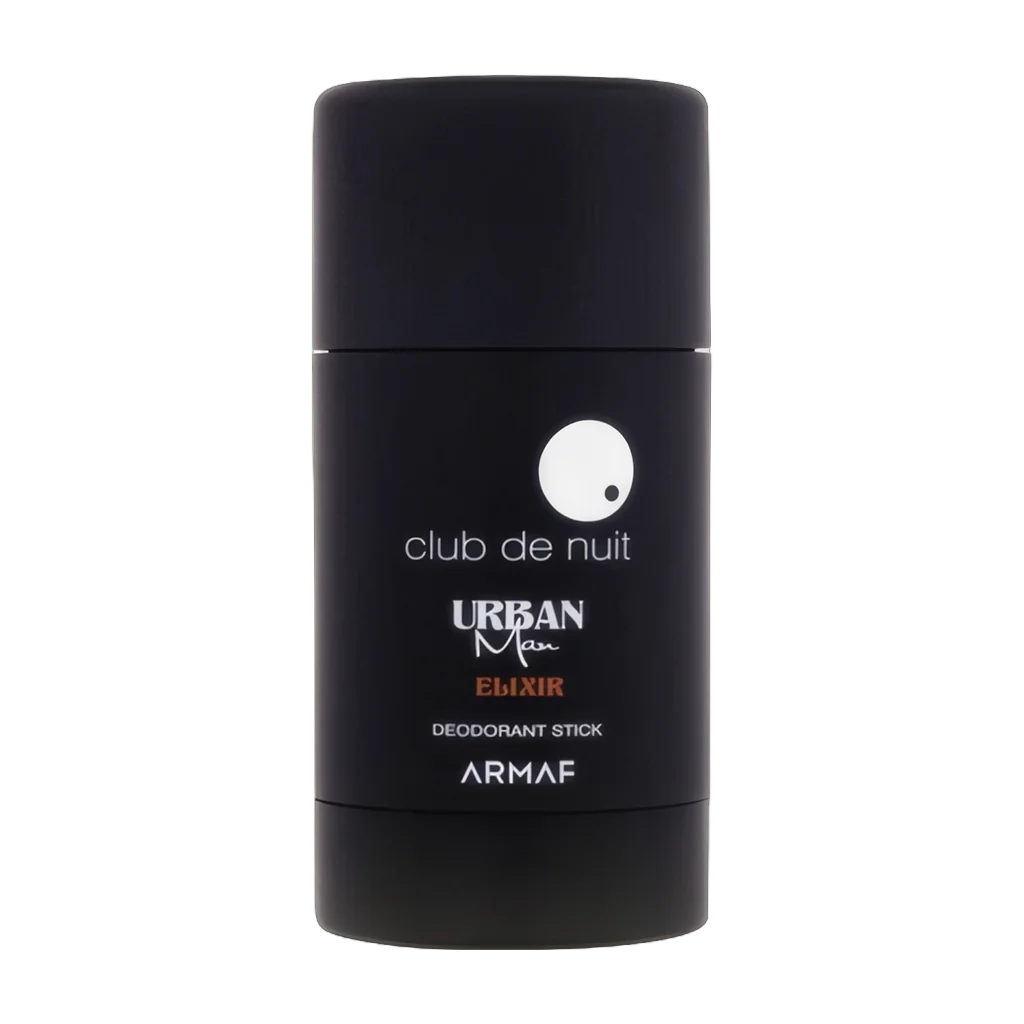 club de nuit
URBAN
Man
ELIXIR
DEODORANT STICK
ARMAF